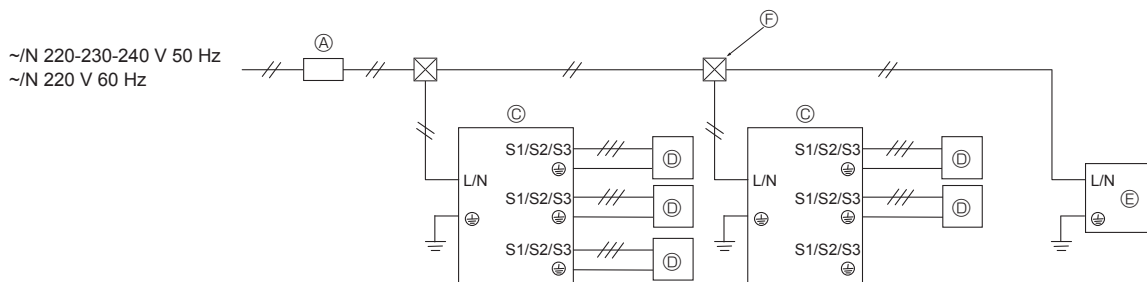 ~/N 220-230-240 V 50 Hz
~/N 220 V 60 Hz
Ⓐ
Ⓕ
Ⓒ
Ⓒ
S1/S2/S3
Ⓓ
L/N
S1/S2/S3
Ⓓ
S1/S2/S3
Ⓓ
S1/S2/S3
Ⓓ
L/N
S1/S2/S3
Ⓓ
S1/S2/S3
L/N
Ⓔ